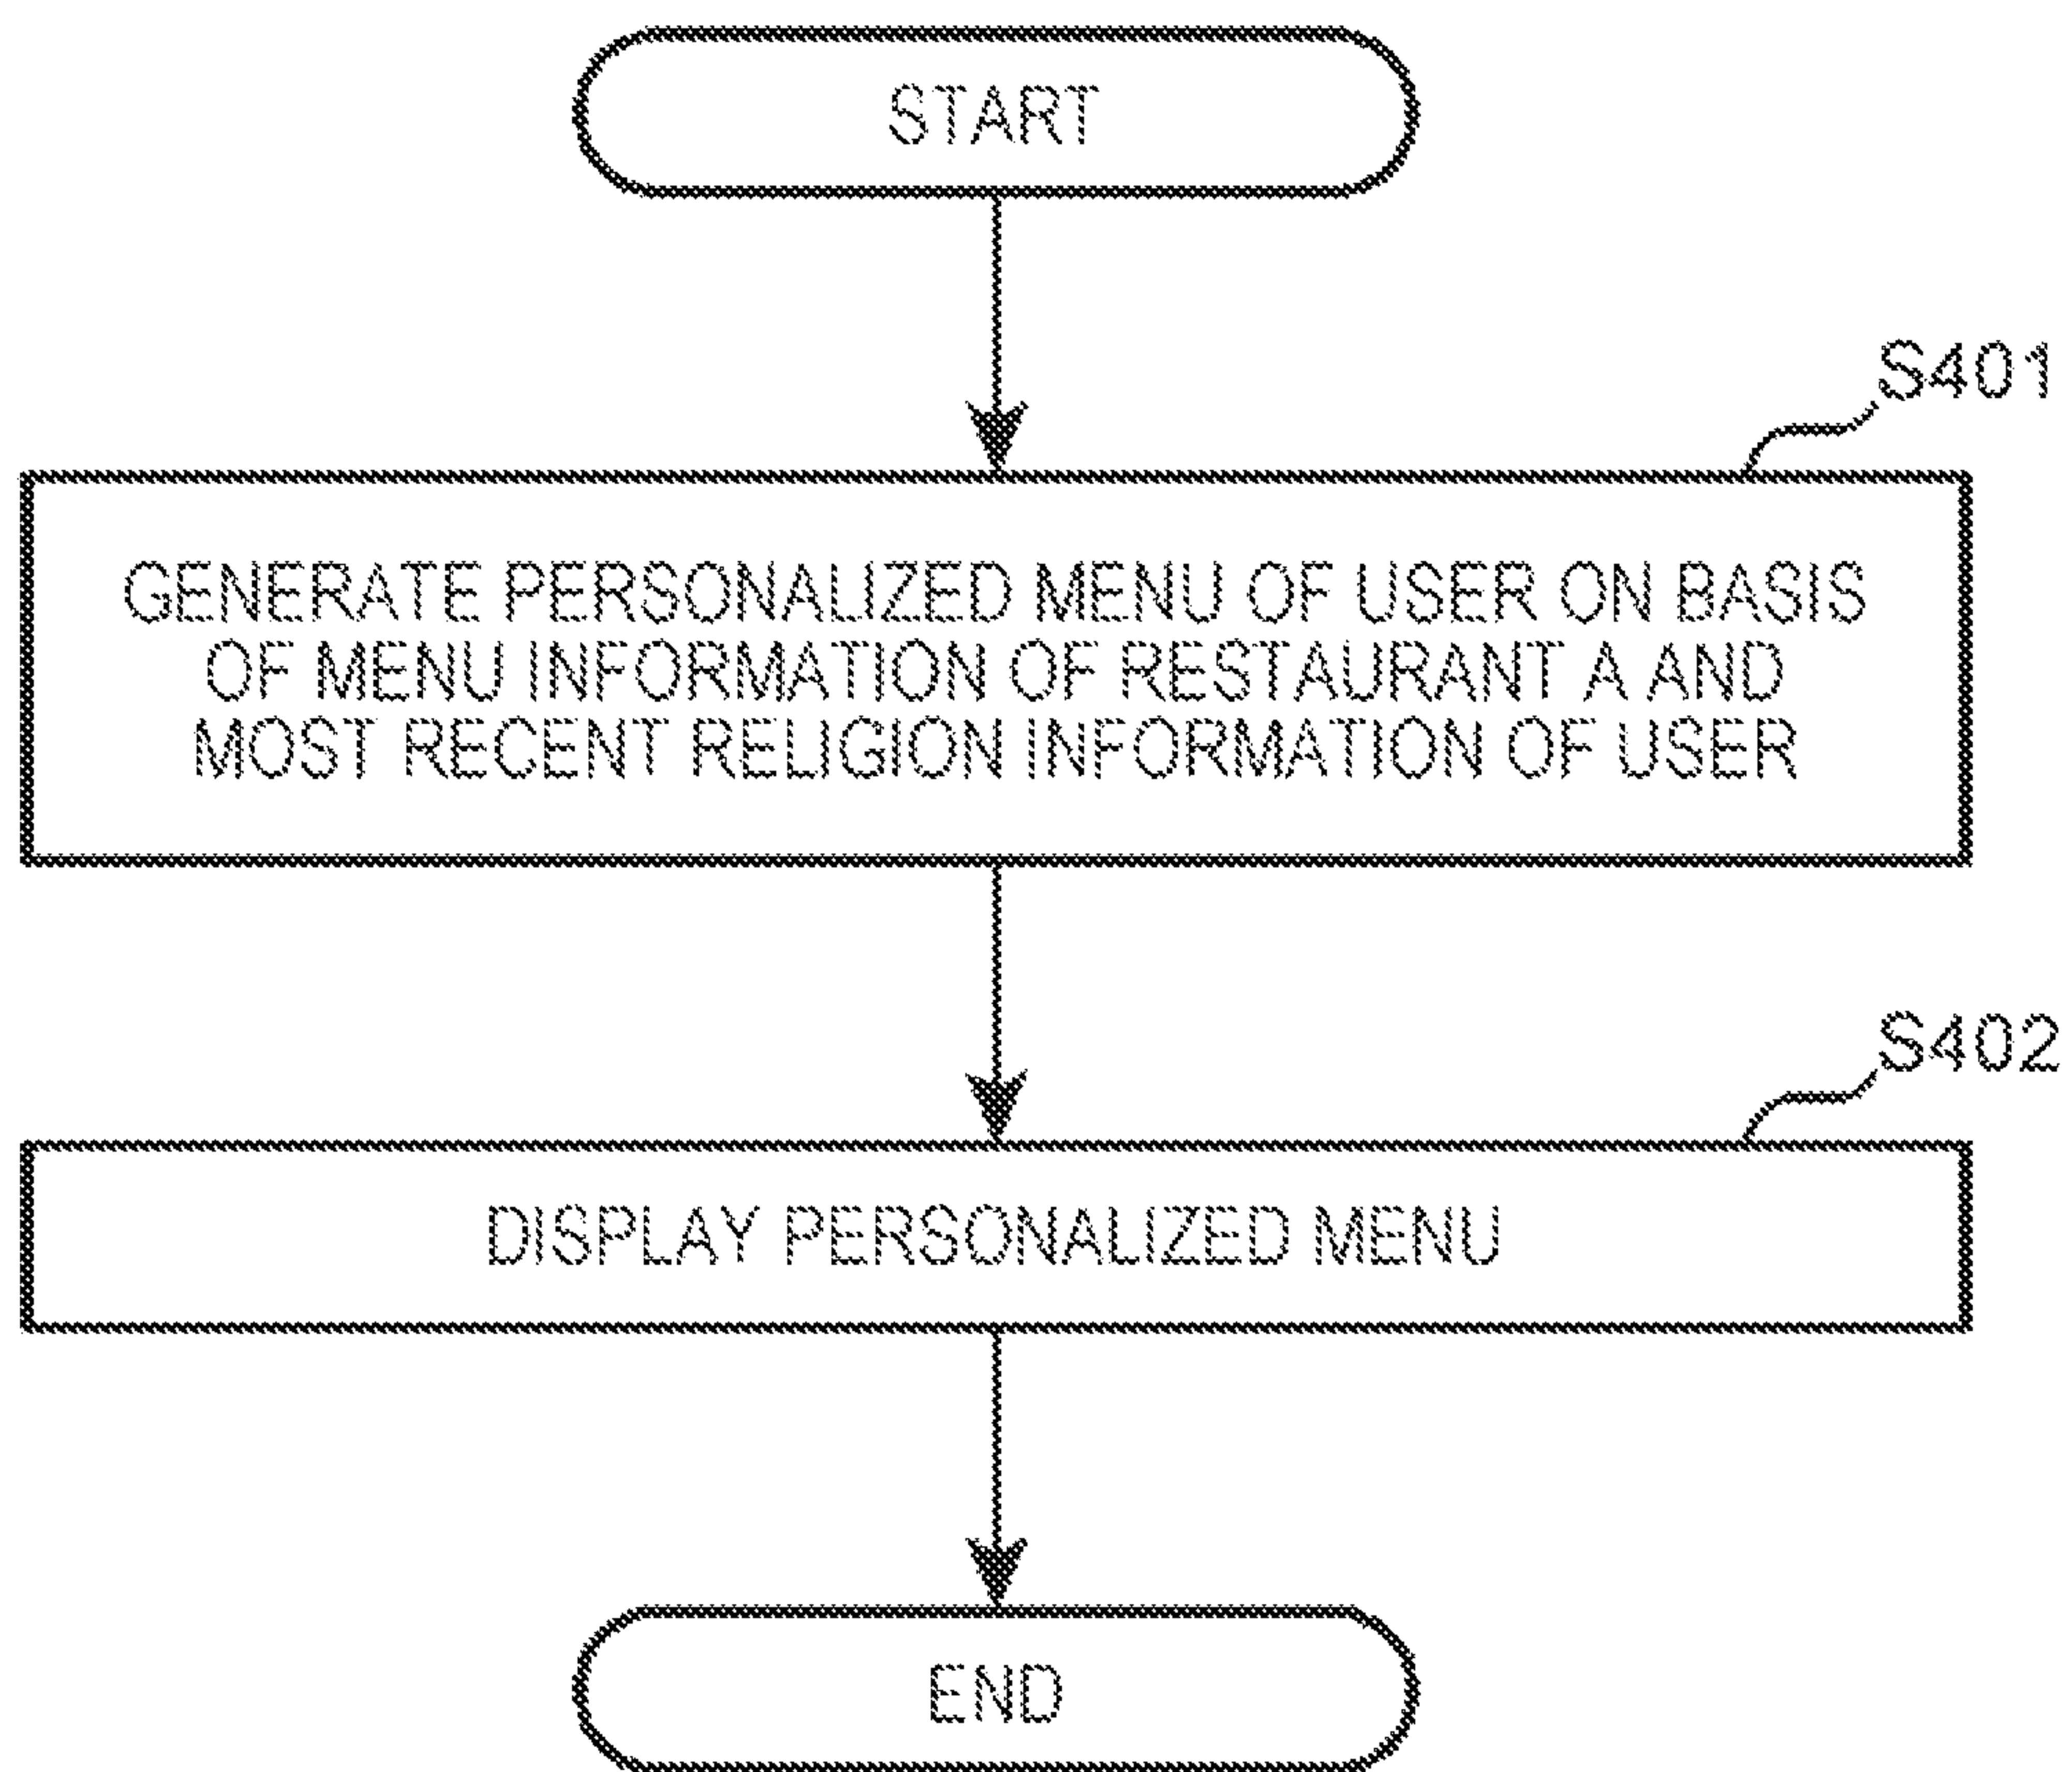 START
S401
GENERATE PERSONALIZED MENU OF USER ON BASIS
OF MENU INFORMATION OF RESTAURANT A AND
MOST RECENT RELIGION INFORMATION OF USER
S402
DISPLAY PERSONALIZED MENU
END